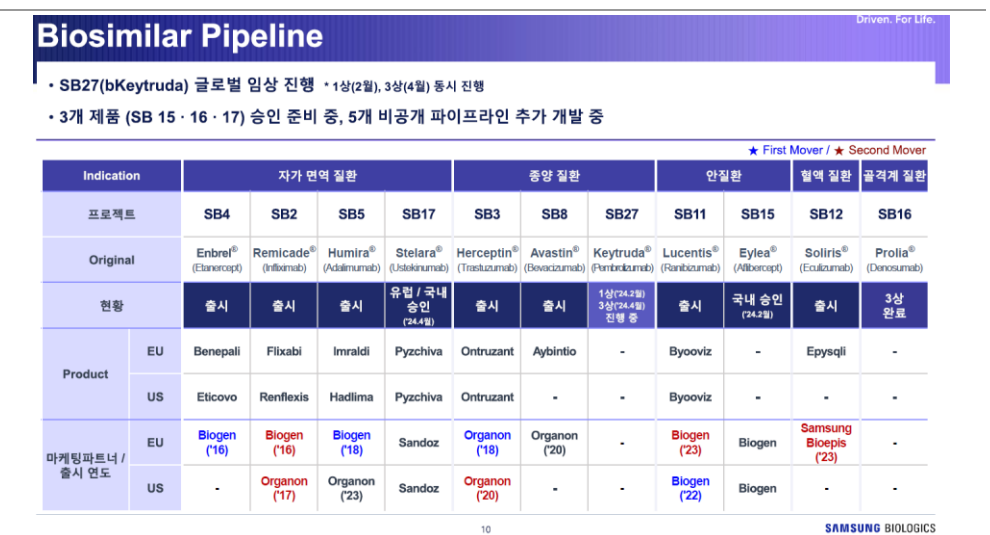 Driven. For Life.
Biosimilar Pipeline
• SB27(bKeytruda) 글로벌 임상 진행 * 1상(2월), 3상(4월) 동시 진행
• 3개 제품 (SB 15 · 16 · 17) 승인 준비 중, 5개 비공개 파이프라인 추가 개발 중
★ First Mover / ★ Second Mover
Indication 자가 면역 질환 종양 질환 안질환 혈액 질환 골격계 질환
프로젝트 SB4 SB2 SB5 SB17 SB3 SB8 SB27 SB11 SB15 SB12 SB16
Original Enbrel® Remicade® Humira® Stelara® Herceptin® Avastin® Keytruda® Lucentis® Eylea® Soliris® Prolia®
(Etanercept) (Infliximab) (Adalimumab) (Ustekinumab) (Trastuzumab) (Bevacizumab) (Pembrolizumab) (Ranibizumab) (Aflibercept) (Eculizumab) (Denosumab)
현황 출시 출시 출시 유럽 / 국내 승인 ('24.4월) 출시 출시 1상('24.2월) 3상('24.4월) 진행 중 출시 국내 승인 ('24.2월) 출시 3상 완료
Product EU Benepali Flixabi Imraldi Pyzchiva Ontruzant Aybintio - Byooviz - Epysqli -
US Eticovo Renflexis Hadlima Pyzchiva Ontruzant - - Byooviz - - -
마케팅파트너 / 출시 연도 EU Biogen ('16) Biogen ('16) Biogen ('18) Sandoz Organon ('18) Organon ('20) - Biogen ('23) Biogen Samsung Bioepis ('23) -
US - Organon ('17) Organon ('23) Sandoz Organon ('20) - - Biogen ('22) Biogen - -
10
SAMSUNG BIOLOGICS